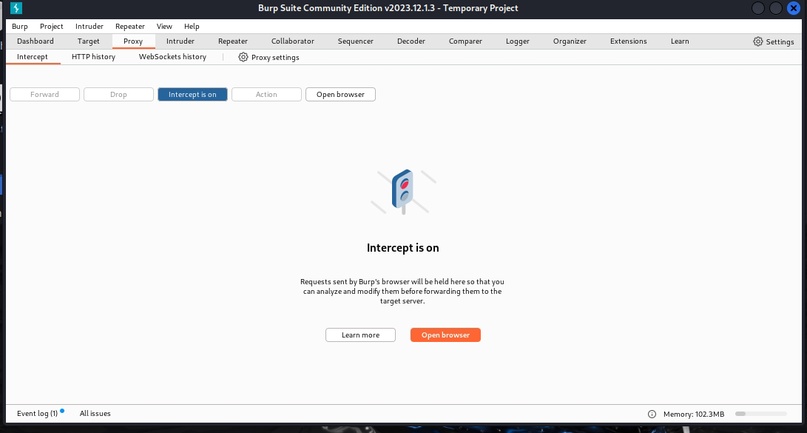 Burp Suite Community Edition v2023.12.1.3 - Temporary Project
Burp Project Intruder Repeater View Help
Dashboard Target Proxy Intruder Repeater Collaborator Sequencer Decoder Comparer Logger Organizer Extensions Learn Settings
Intercept HTTP history WebSockets history Proxy settings
Forward Drop Intercept is on Action Open browser
Intercept is on
Requests sent by Burp's browser will be held here so that you
can analyze and modify them before forwarding them to the
target server.
Learn more Open browser
Event log (1) All issues Memory: 102.3MB